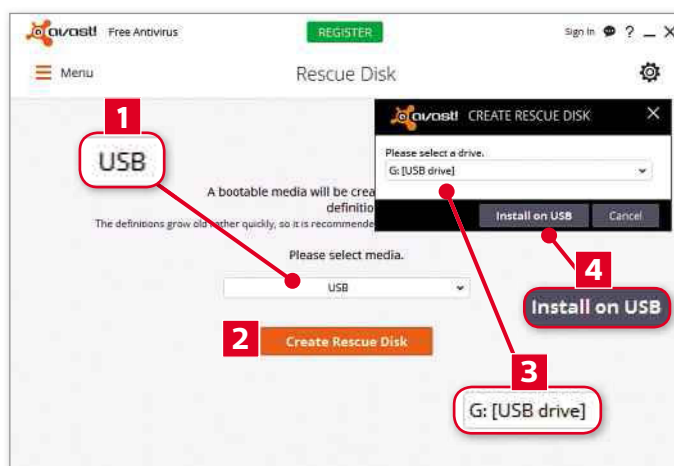 avast! Free Antivirus
REGISTER
Sign in
?
Menu
Rescue Disk
1
USB
avast! CREATE RESCUE DISK
Please select a drive.
G: [USB drive]
Install on USB
Cancel
A bootable media will be crea
definitio
The definitions grow old rather quickly, so it is recommende
Please select media.
USB
4
Install on USB
2
Create Rescue Disk
3
G: [USB drive]